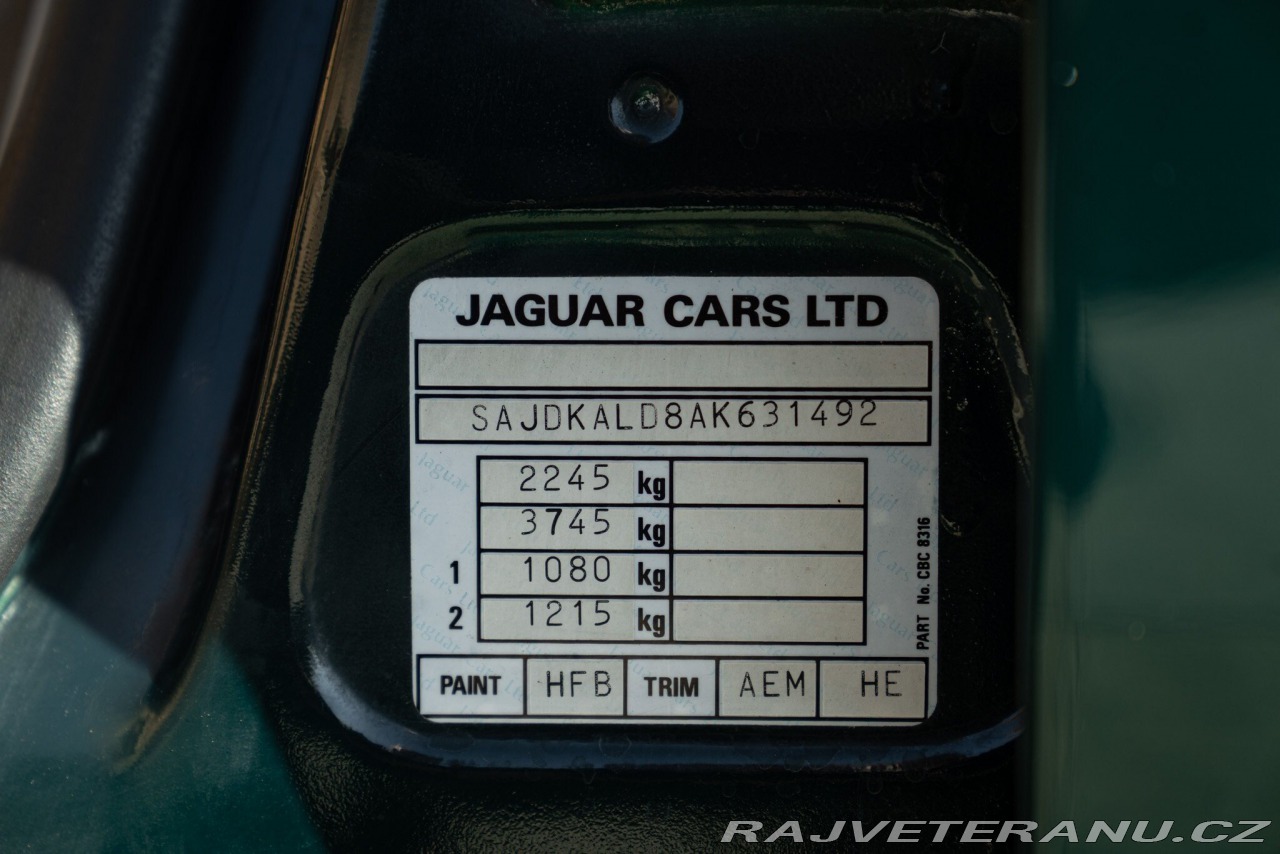 JAGUAR CARS LTD
SAJDKALD8AK631492
2245 kg
3745 kg
1 1080 kg
2 1215 kg
PART No. CBC 8316
PAINT HFB TRIM AEM HE
RAJVETERANU.CZ